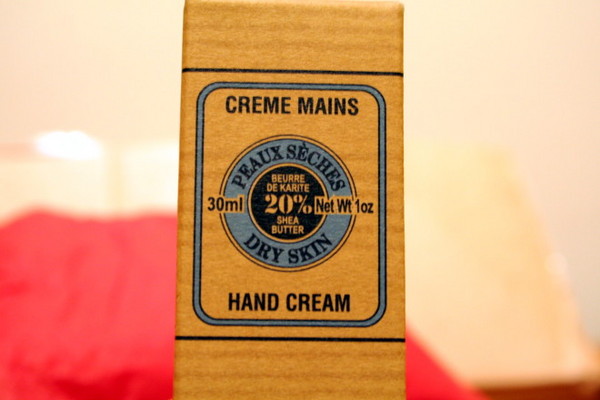 CREME MAINS
PEAUX SÈCHES
BEURRE
DE KARITE
30ml 20% Net Wt 1oz
SHEA
BUTTER
DRY SKIN
HAND CREAM